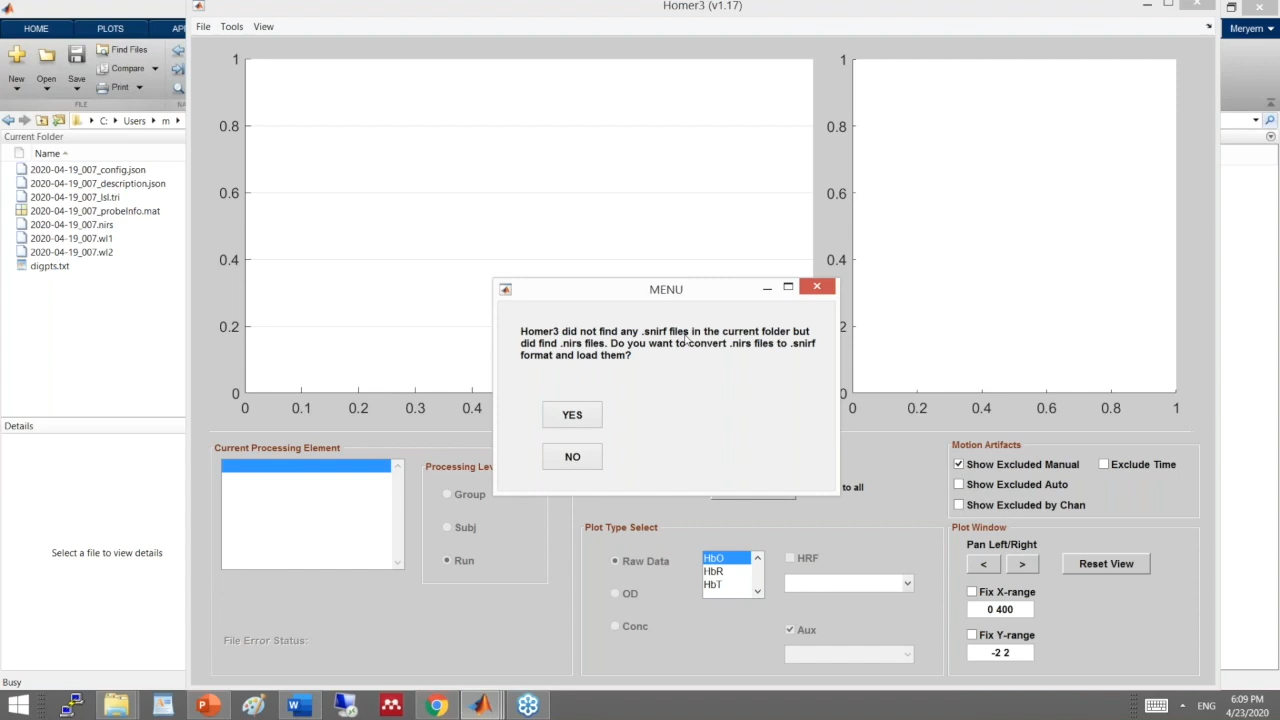 Homer3 (v1.17)
HOME
PLOTS
AP
Meryem
File
Tools
View
Find Files
Compare
Print
New
Open
Save
FILE
NA
C:
Users
m
Current Folder
Name
2020-04-19_007_config.json
2020-04-19_007_description.json
2020-04-19_007_lsl.tri
2020-04-19_007_probeInfo.mat
2020-04-19_007.nirs
2020-04-19_007.wl1
2020-04-19_007.wl2
digpts.txt
Details
Select a file to view details
Busy
1
0.8
0.6
0.4
0.2
0
0
0.1
0.2
0.3
0.4
1
0.8
0.6
0.4
2
0
0
0.2
0.4
0.6
0.8
1
MENU
Homer3 did not find any .snirf files in the current folder but
did find .nirs files. Do you want to convert .nirs files to .snirf
format and load them?
YES
NO
Current Processing Element
Processing Lev
Group
Subj
Run
File Error Status:
to all
Plot Type Select
Raw Data
OD
Conc
HbO
HbR
HbT
HRF
Aux
Motion Artifacts
Show Excluded Manual
Exclude Time
Show Excluded Auto
Show Excluded by Chan
Plot Window
Pan Left/Right
<
>
Reset View
Fix X-range
0 400
Fix Y-range
-2 2
ENG
6:09 PM
4/23/2020